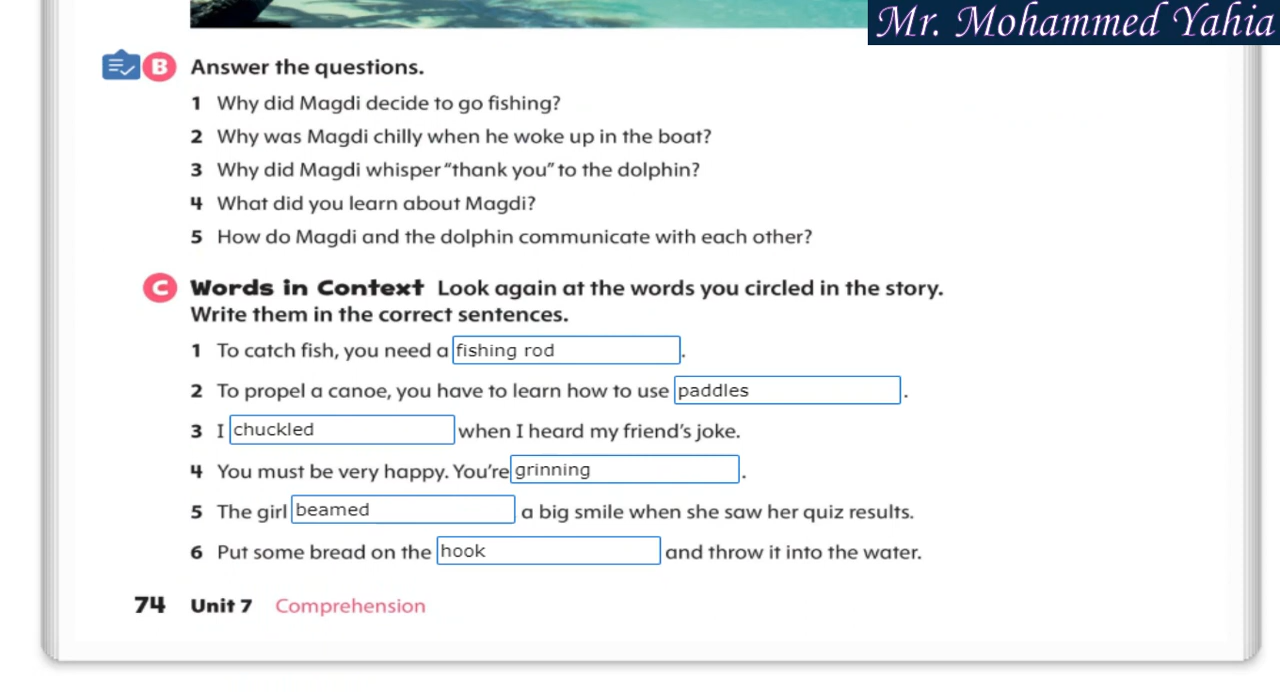 Mr. Mohammed Yahia
B Answer the questions.
1 Why did Magdi decide to go fishing?
2 Why was Magdi chilly when he woke up in the boat?
3 Why did Magdi whisper “thank you” to the dolphin?
4 What did you learn about Magdi?
5 How do Magdi and the dolphin communicate with each other?
C Words in Context Look again at the words you circled in the story.
Write them in the correct sentences.
1 To catch fish, you need a fishing rod.
2 To propel a canoe, you have to learn how to use paddles.
3 I chuckled when I heard my friend’s joke.
4 You must be very happy. You’re grinning.
5 The girl beamed a big smile when she saw her quiz results.
6 Put some bread on the hook and throw it into the water.
74 Unit 7 Comprehension